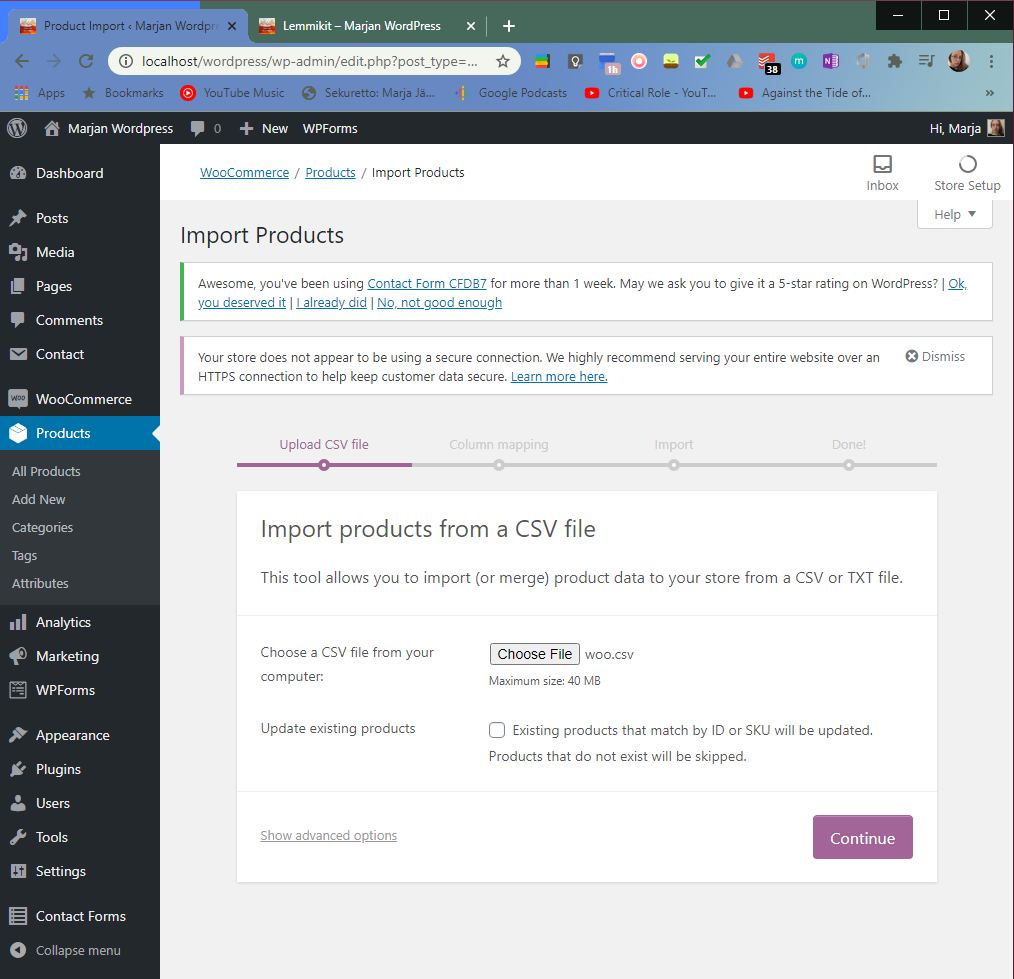 Product Import ‹ Marjan Wordpr
Lemmikit – Marjan WordPress
localhost/wordpress/wp-admin/edit.php?post_type=...
1h
38
m
N
Apps
Bookmarks
YouTube Music
Sekuretto: Marja Jä...
Google Podcasts
Critical Role - YouT...
Against the Tide of...
»
Marjan Wordpress
0
New
WPForms
Hi, Marja
Dashboard
Posts
Media
Pages
Comments
Contact
Woo
WooCommerce
Products
All Products
Add New
Categories
Tags
Attributes
Analytics
Marketing
WPForms
Appearance
Plugins
Users
Tools
Settings
Contact Forms
Collapse menu
WooCommerce / Products / Import Products
Inbox
Store Setup
Help
Import Products
Awesome, you've been using Contact Form CFDB7 for more than 1 week. May we ask you to give it a 5-star rating on WordPress? | Ok,
you deserved it | I already did | No, not good enough
Your store does not appear to be using a secure connection. We highly recommend serving your entire website over an
HTTPS connection to help keep customer data secure. Learn more here.
Dismiss
Upload CSV file
Column mapping
Import
Done!
Import products from a CSV file
This tool allows you to import (or merge) product data to your store from a CSV or TXT file.
Choose a CSV file from your
computer:
Choose File woo.csv
Maximum size: 40 MB
Update existing products
Existing products that match by ID or SKU will be updated.
Products that do not exist will be skipped.
Show advanced options
Continue